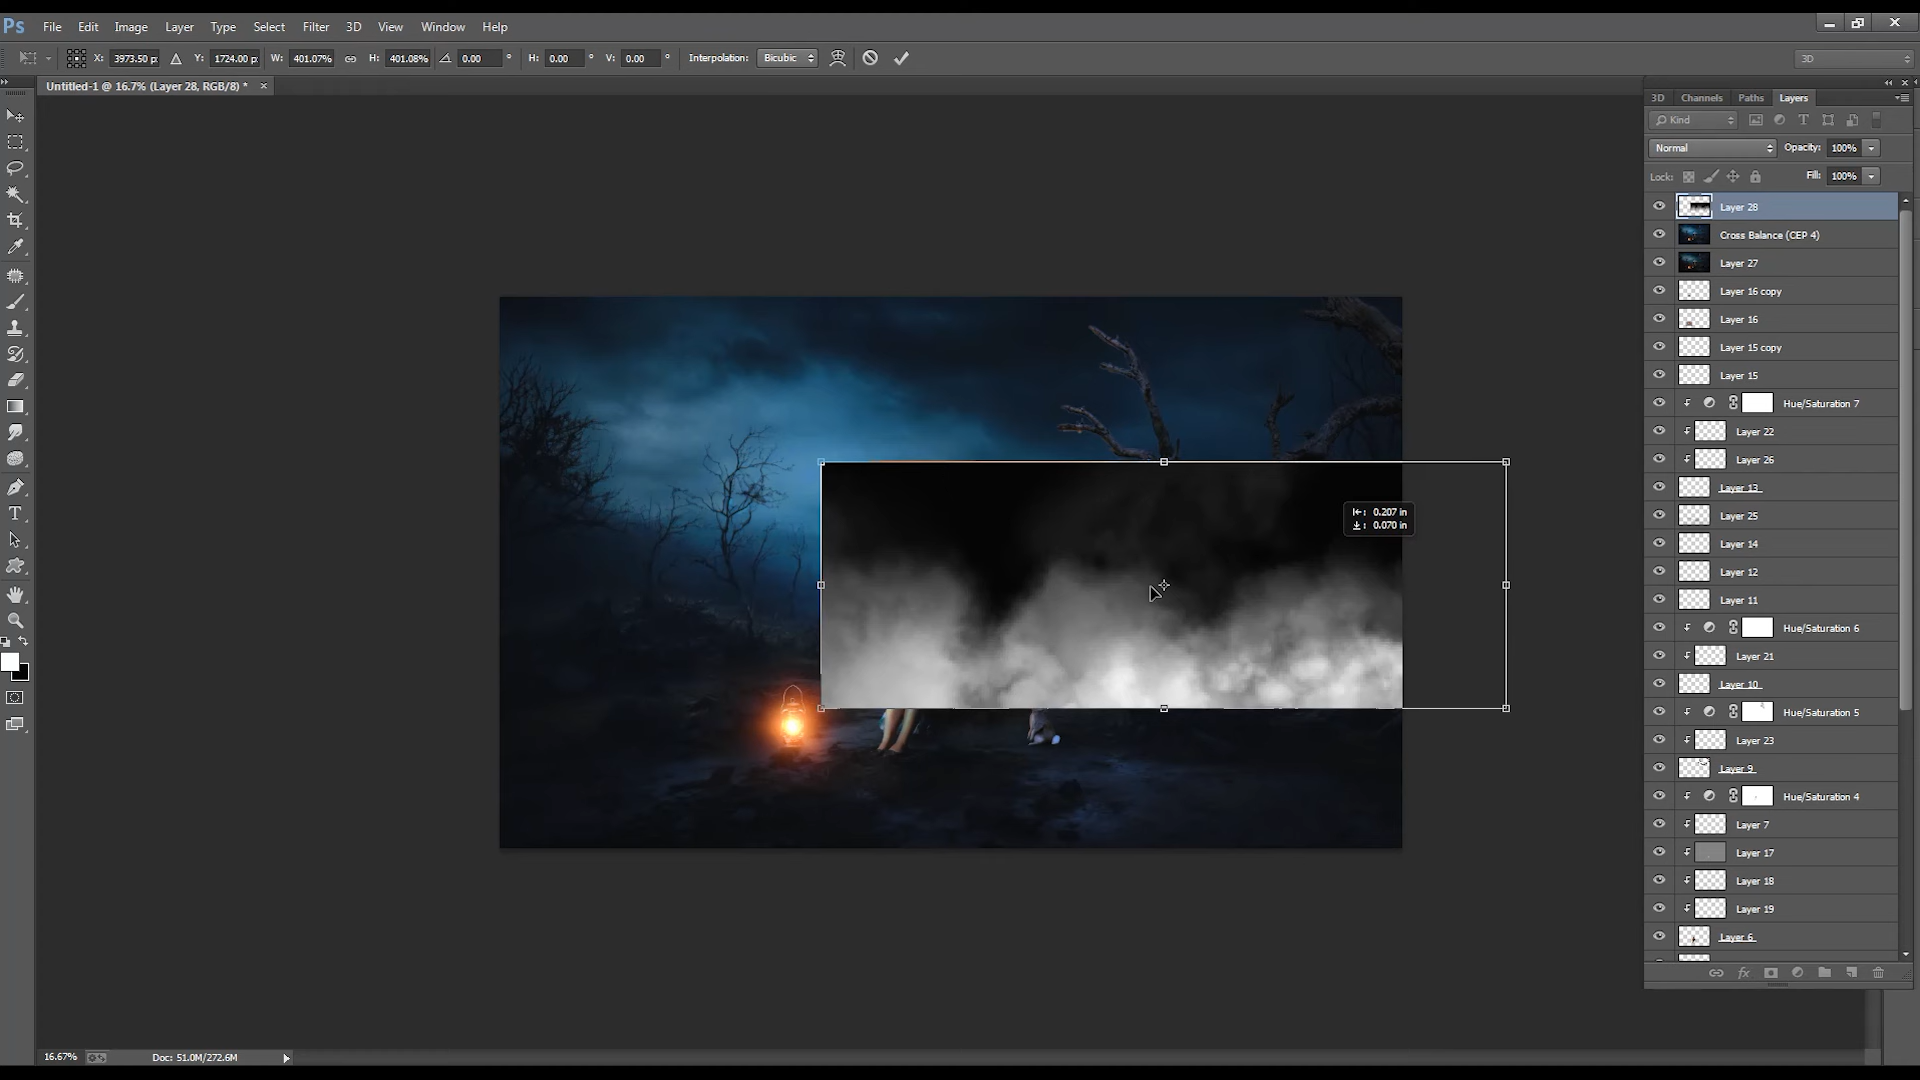 Ps File Edit Image Layer Type Select Filter 3D View Window Help
X: 3973.50 p: Y: 1724.00 p: W: 401.07% H: 401.08% 0.00 ° H: 0.00 ° V: 0.00 ° Interpolation: Bicubic 3D
Untitled-1 @ 16.7% (Layer 28, RGB/8) * ×
3D Channels Paths Layers
Kind
Normal Opacity: 100%
Lock: Fill: 100%
Layer 28
Cross Balance (CEP 4)
Layer 27
Layer 16 copy
Layer 16
Layer 15 copy
Layer 15
Hue/Saturation 7
Layer 22
Layer 26
Layer 13
Layer 25
Layer 14
Layer 12
Layer 11
Hue/Saturation 6
Layer 21
Layer 10
Hue/Saturation 5
Layer 23
Layer 9
Hue/Saturation 4
Layer 7
Layer 17
Layer 18
Layer 19
Layer 6
: 0.207 in
: 0.070 in
fx
16.67% Doc: 51.0M/272.6M